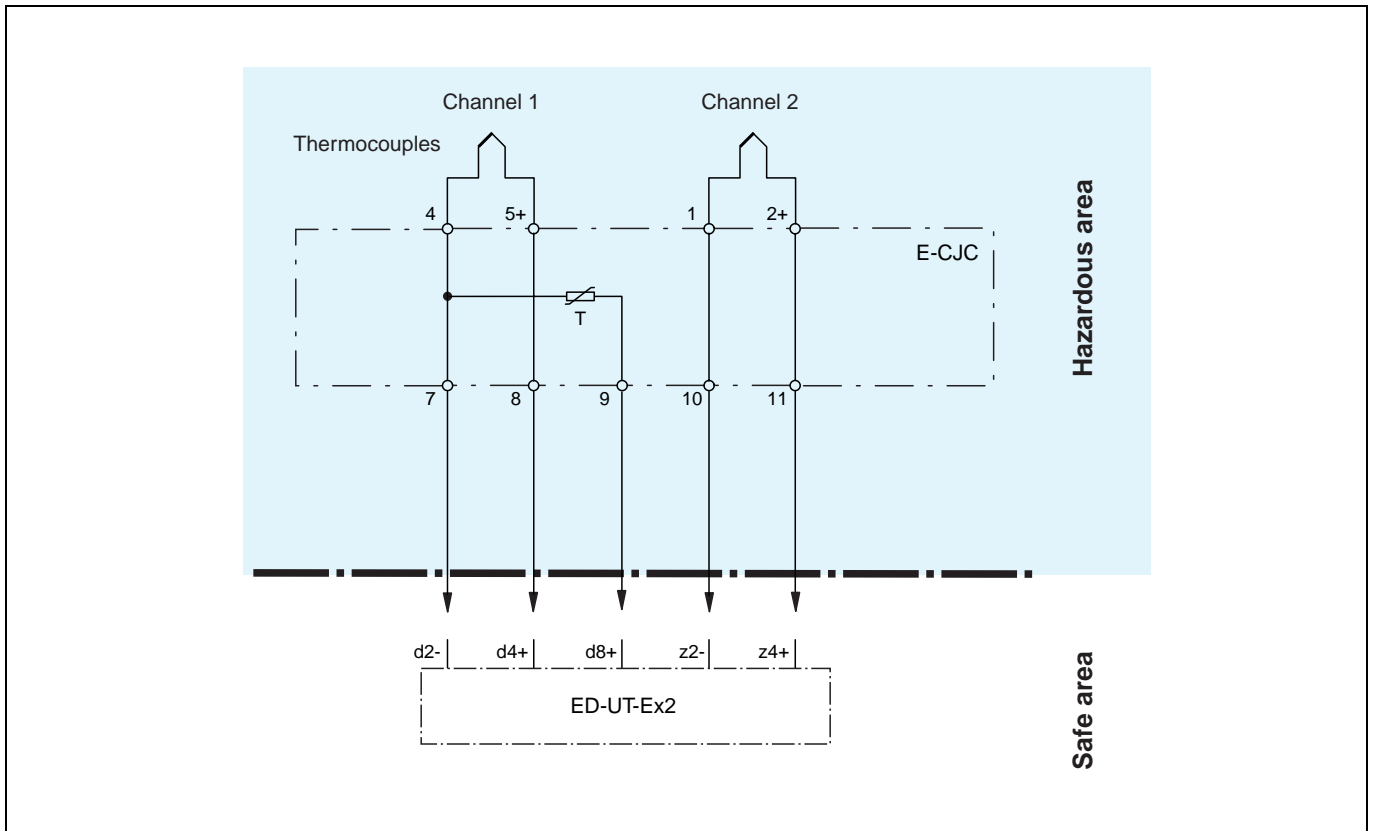 Channel 1 Channel 2
Thermocouples
4 5+ 1 2+
E-CJC
T
7 8 9 10 11
d2- d4+ d8+ z2- z4+
ED-UT-Ex2
Hazardous area
Safe area